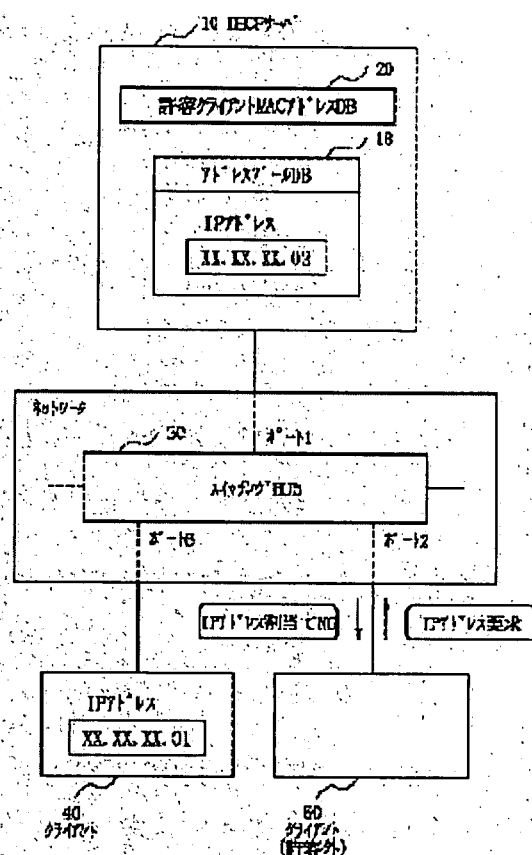 10 DHCPサーバ
20
許容クライアントMACアドレスDB
18
アドレスプールDB
IPアドレス
XX. XX. XX. 03
ネットワーク
30
ポート1
スイッチングHUB
ポート3
ポート2
IPアドレス割当 CMD
IPアドレス要求
IPアドレス
XX. XX. XX. 01
40
クライアント
クライアント
(許容外)